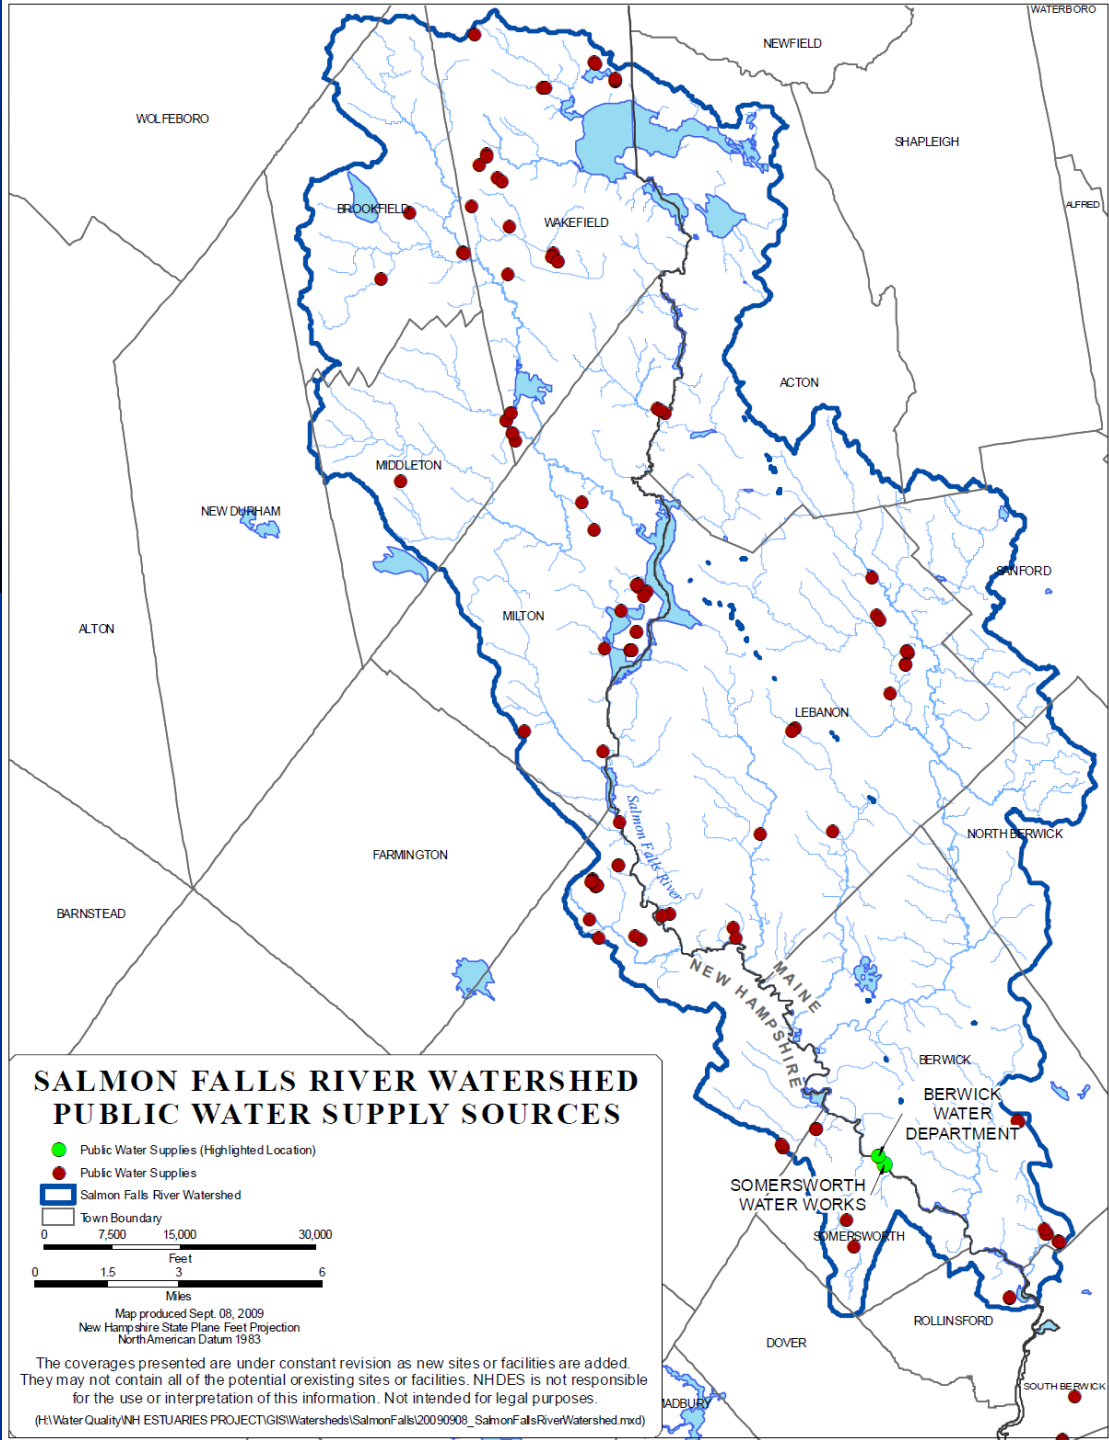 WATERBORO
NEWFIELD
WOLFEBORO
SHAPLEIGH
ALFRED
BROOKFIELD
WAKEFIELD
ACTON
MIDDLETON
NEW DURHAM
SANFORD
ALTON
MILTON
LEBANON
Salmon Falls River
NORTH BERWICK
FARMINGTON
BARNSTEAD
MAINE
NEW HAMPSHIRE
BERWICK
BERWICK
WATER
DEPARTMENT
SOMERSWORTH
WATER WORKS
SOMERSWORTH
ROLLINSFORD
DOVER
SOUTH BERWICK
MADBURY
SALMON FALLS RIVER WATERSHED
PUBLIC WATER SUPPLY SOURCES
Public Water Supplies (Highlighted Location)
Public Water Supplies
Salmon Falls River Watershed
Town Boundary
0 7,500 15,000 30,000
Feet
0 1.5 3 6
Miles
Map produced Sept. 08, 2009
New Hampshire State Plane Feet Projection
North American Datum 1983
The coverages presented are under constant revision as new sites or facilities are added.
They may not contain all of the potential orexisting sites or facilities. NHDES is not responsible
for the use or interpretation of this information. Not intended for legal purposes.
(H:\Water Quality\NH ESTUARIES PROJECT\GIS\Watersheds\SalmonFalls\20090908_SalmonFallsRiverWatershed.mxd)